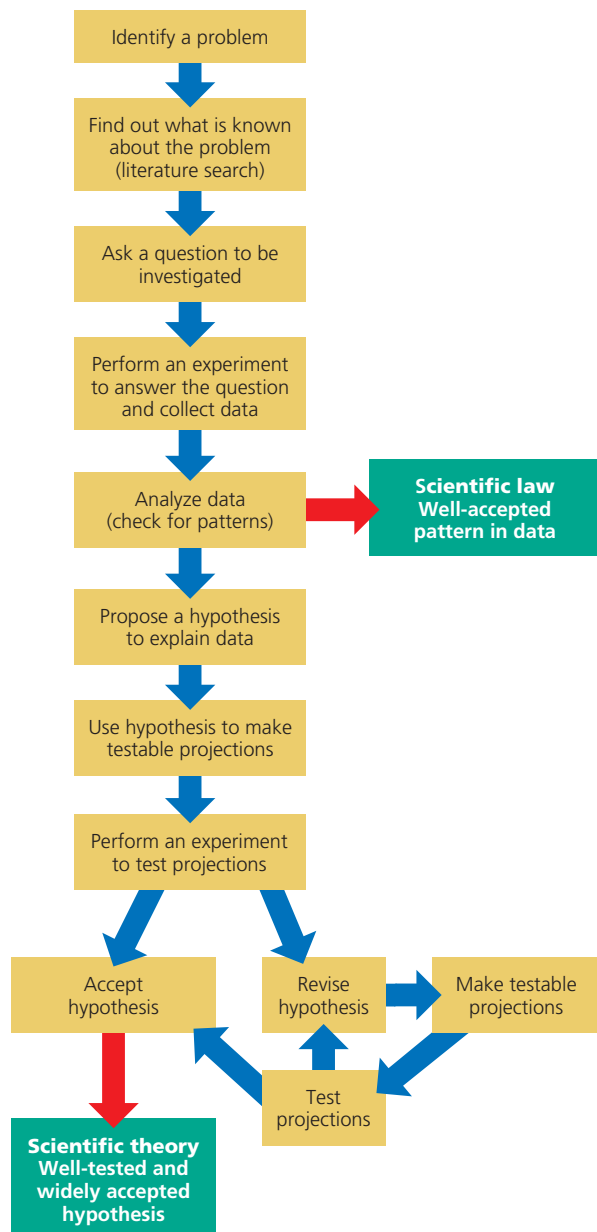 Identify a problem
Find out what is known
about the problem
(literature search)
Ask a question to be
investigated
Perform an experiment
to answer the question
and collect data
Analyze data
(check for patterns)
Scientific law
Well-accepted
pattern in data
Propose a hypothesis
to explain data
Use hypothesis to make
testable projections
Perform an experiment
to test projections
Accept
hypothesis
Revise
hypothesis
Make testable
projections
Test
projections
Scientific theory
Well-tested and
widely accepted
hypothesis